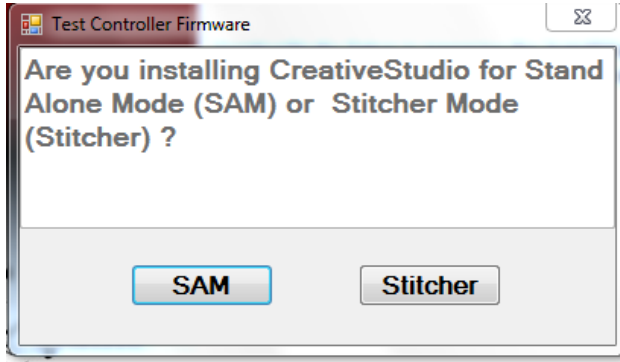 Test Controller Firmware
Are you installing CreativeStudio for Stand
Alone Mode (SAM) or  Stitcher Mode
(Stitcher) ?
SAM
Stitcher